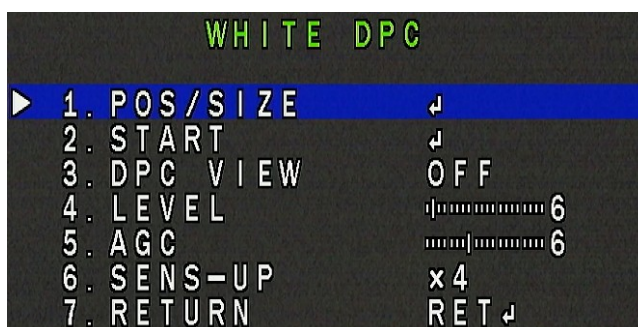 WHITE DPC
1. POS/SIZE ↲
2. START ↲
3. DPC VIEW OFF
4. LEVEL 6
5. AGC 6
6. SENS-UP ×4
7. RETURN RET↲